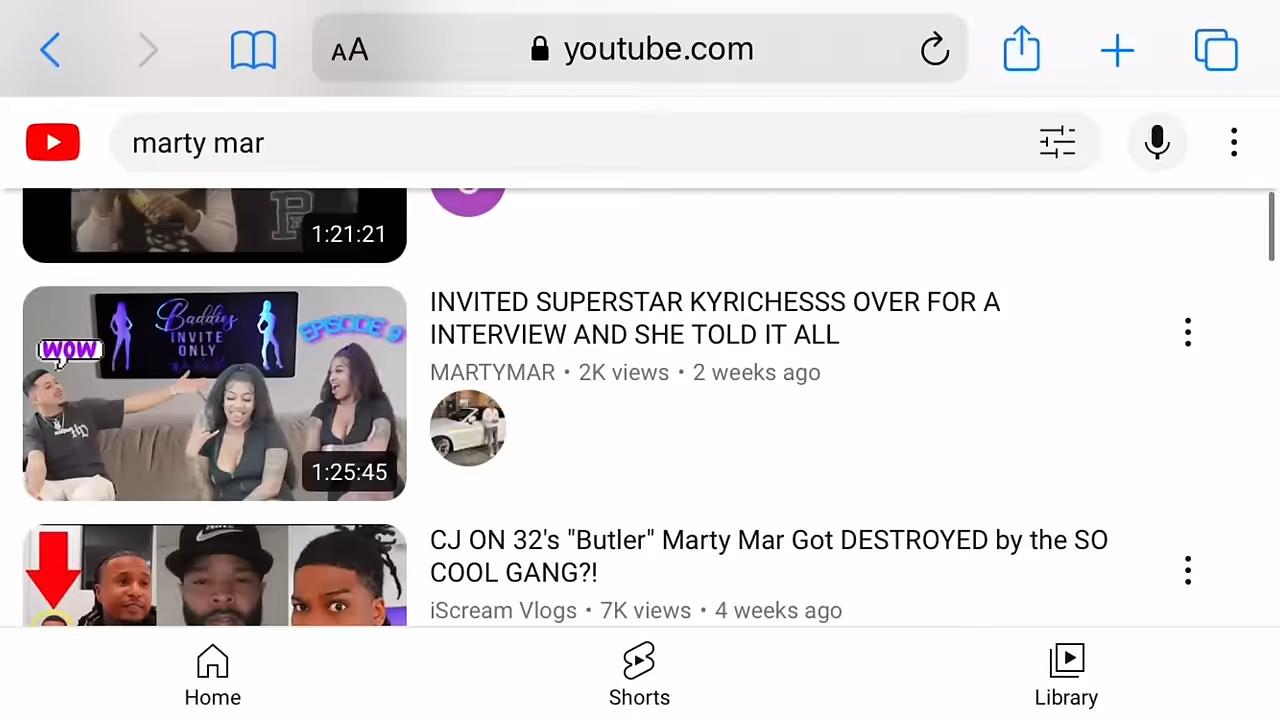 AA youtube.com
marty mar
P
1:21:21
Baddies
INVITE
ONLY
EPISODE 9
WOW
1:25:45
INVITED SUPERSTAR KYRICHESSS OVER FOR A
INTERVIEW AND SHE TOLD IT ALL
MARTYMAR • 2K views • 2 weeks ago
CJ ON 32's "Butler" Marty Mar Got DESTROYED by the SO
COOL GANG?!
iScream Vlogs • 7K views • 4 weeks ago
Home
Shorts
Library